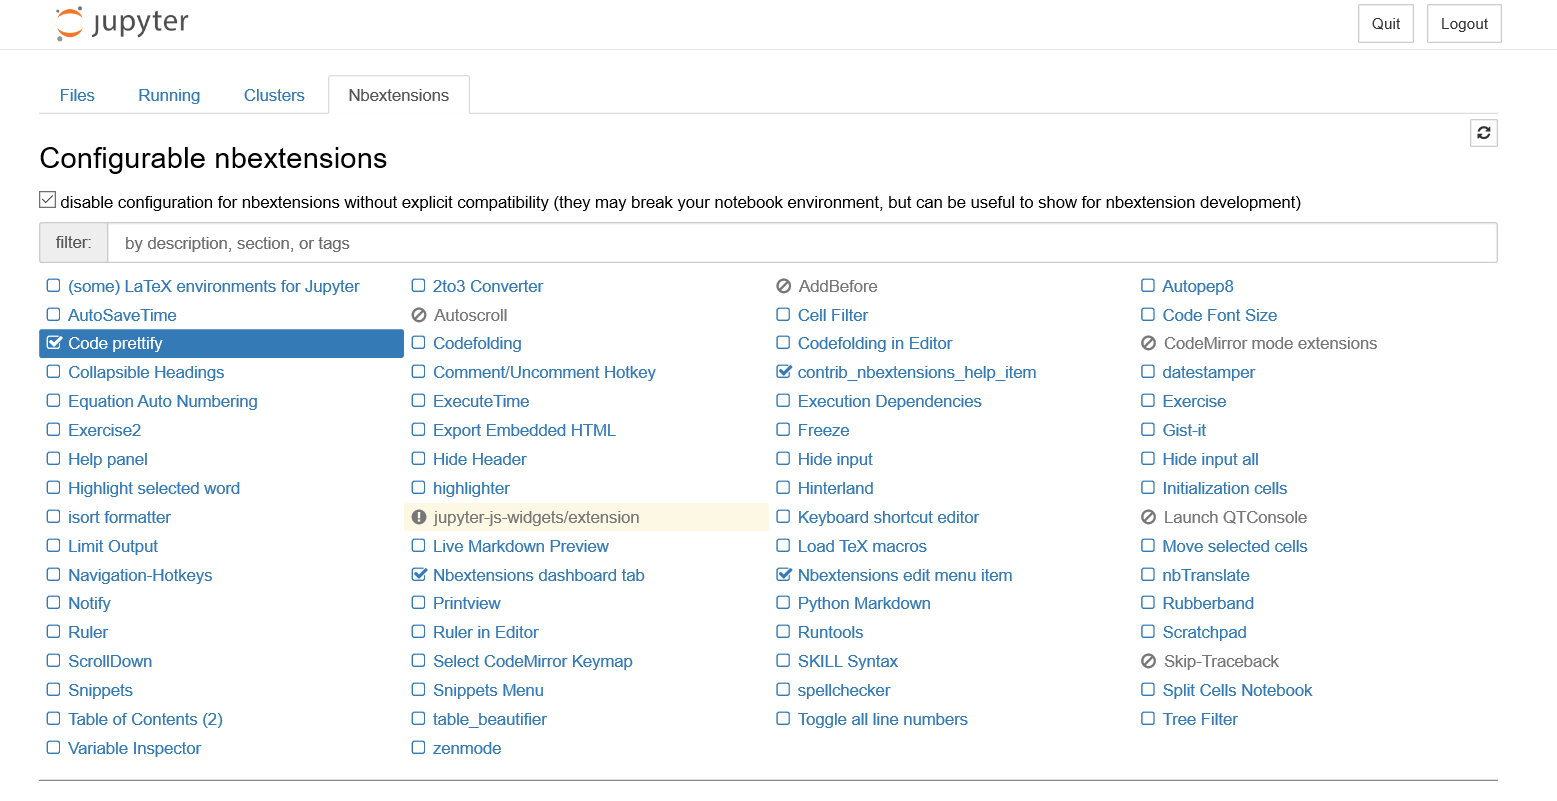 jupyter
Quit Logout
Files Running Clusters Nbextensions
Configurable nbextensions
disable configuration for nbextensions without explicit compatibility (they may break your notebook environment, but can be useful to show for nbextension development)
filter: by description, section, or tags
(some) LaTeX environments for Jupyter 2to3 Converter AddBefore Autopep8
AutoSaveTime Autoscroll Cell Filter Code Font Size
Code prettify Codefolding Codefolding in Editor CodeMirror mode extensions
Collapsible Headings Comment/Uncomment Hotkey contrib_nbextensions_help_item datestamper
Equation Auto Numbering ExecuteTime Execution Dependencies Exercise
Exercise2 Export Embedded HTML Freeze Gist-it
Help panel Hide Header Hide input Hide input all
Highlight selected word highlighter Hinterland Initialization cells
isort formatter jupyter-js-widgets/extension Keyboard shortcut editor Launch QTConsole
Limit Output Live Markdown Preview Load TeX macros Move selected cells
Navigation-Hotkeys Nbextensions dashboard tab Nbextensions edit menu item nbTranslate
Notify Printview Python Markdown Rubberband
Ruler Ruler in Editor Runtools Scratchpad
ScrollDown Select CodeMirror Keymap SKILL Syntax Skip-Traceback
Snippets Snippets Menu spellchecker Split Cells Notebook
Table of Contents (2) table_beautifier Toggle all line numbers Tree Filter
Variable Inspector zenmode